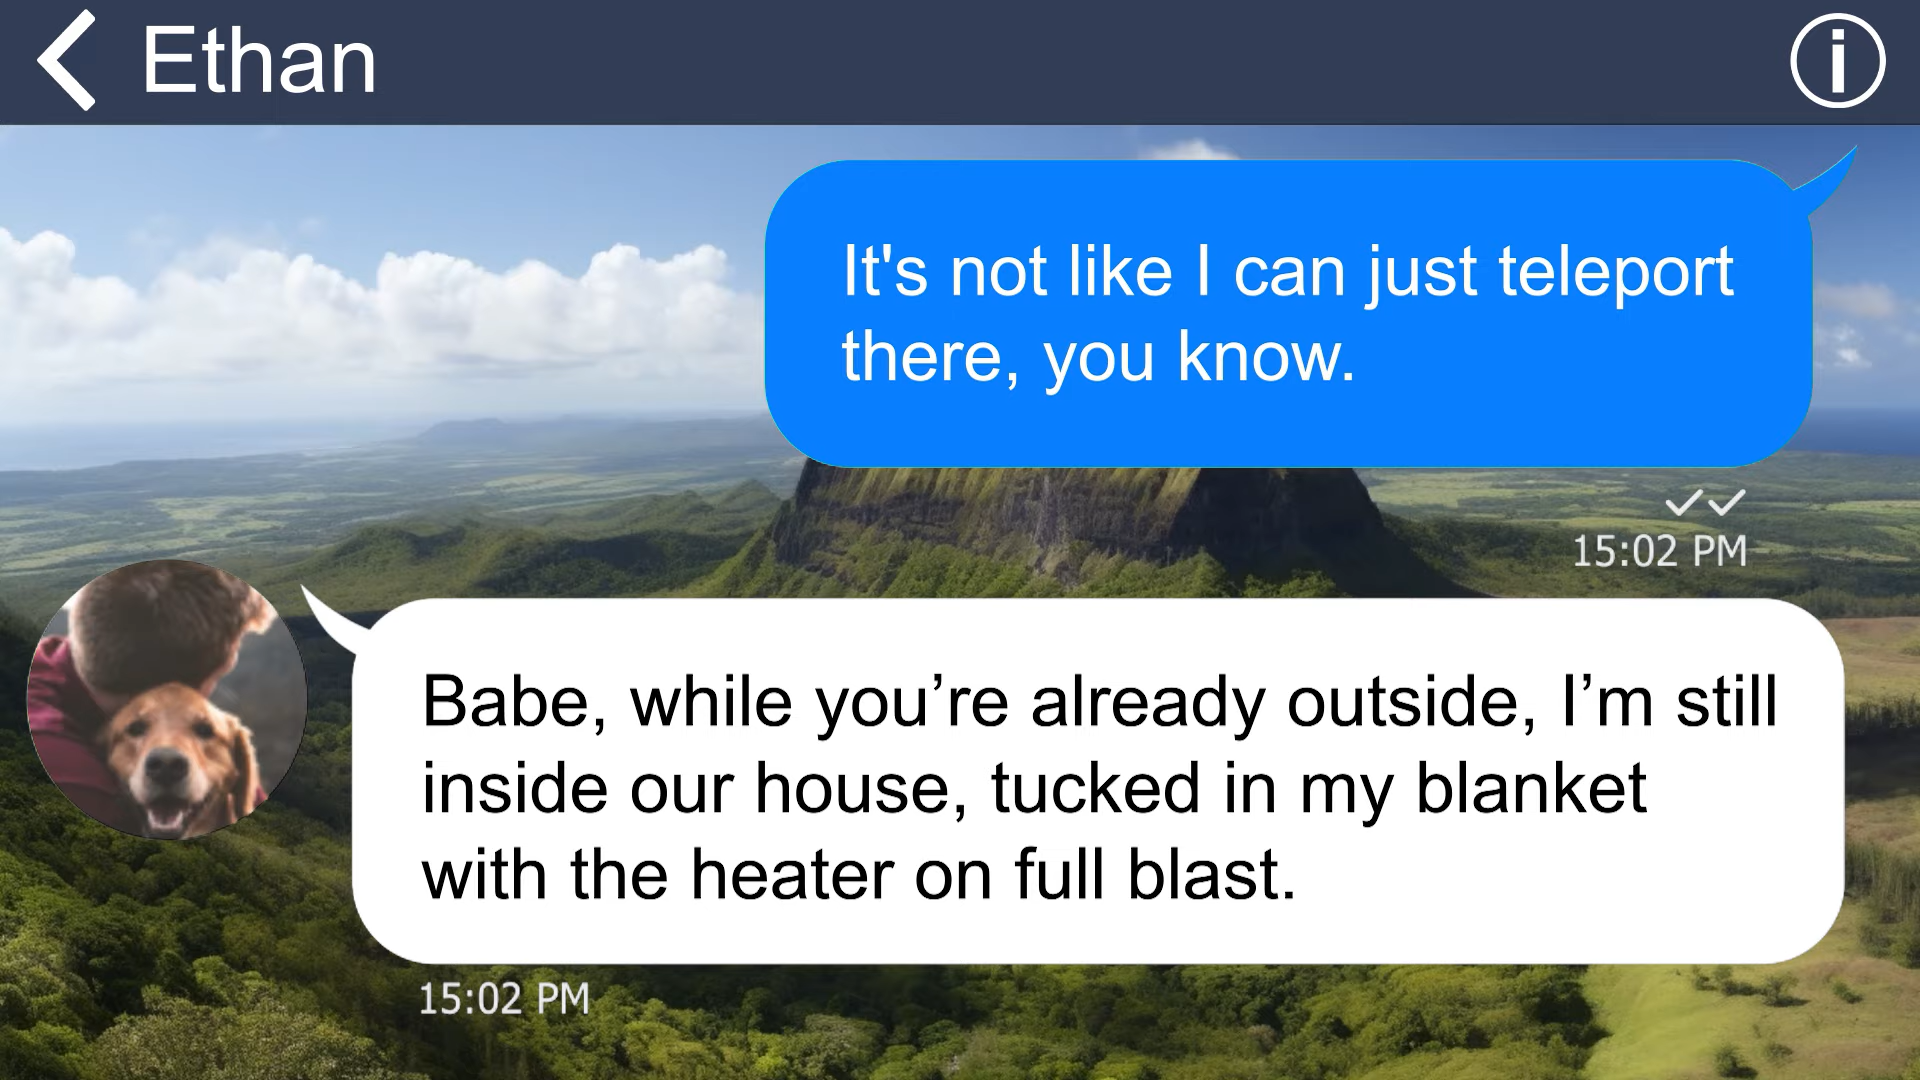 Ethan
It's not like I can just teleport
there, you know.
15:02 PM
Babe, while you’re already outside, I’m still
inside our house, tucked in my blanket
with the heater on full blast.
15:02 PM